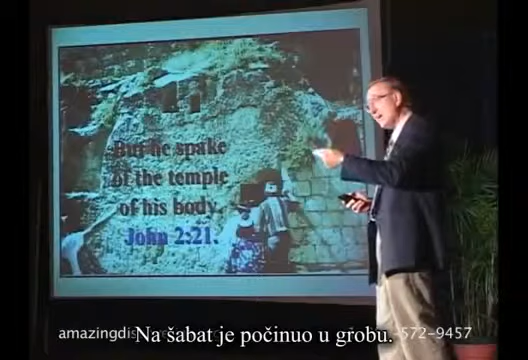 But he spake
of the temple
of his body.
John 2:21.
amazingdis
Na šabat je počinuo u grobu.
-572-9457